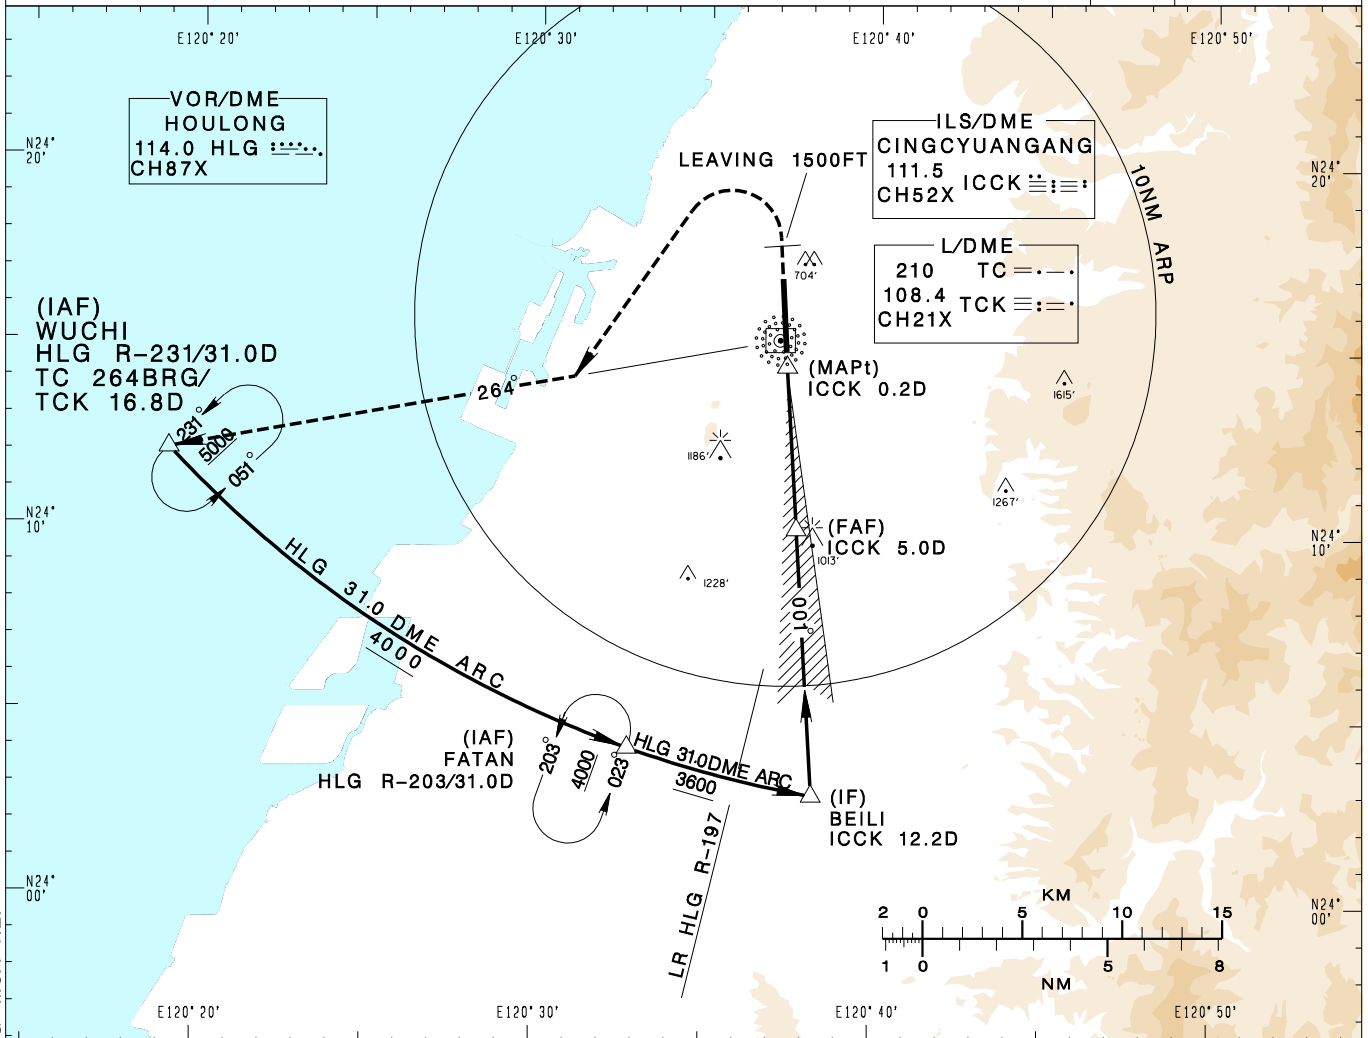 E120° 20'
E120° 30'
E120° 40'
E120° 50'
VOR/DME
HOULONG
114.0 HLG
CH87X
N24°
20'
LEAVING 1500FT
ILS/DME
CINGCYUANGANG
111.5
CH52X
ICCK
N24°
20'
10NM ARP
L/DME
210 TC
108.4
CH21X
TCK
704'
(IAF)
WUCHI
HLG R-231/31.0D
TC 264BRG/
TCK 16.8D
264°
(MAPt)
ICCK 0.2D
1615'
231°
5000
051°
1186'
1267'
N24°
10'
N24°
10'
(FAF)
ICCK 5.0D
1013'
1228'
HLG 31.0 DME ARC
4000
001°
(IAF)
FATAN
HLG R-203/31.0D
203°
4000
023°
HLG 31.0DME ARC
3600
(IF)
BEILI
ICCK 12.2D
LR HLG R-197
N24°
00'
N24°
00'
KM
2 0 5 10 15
1 0 5 8
NM
E120° 20'
E120° 30'
E120° 40'
E120° 50'